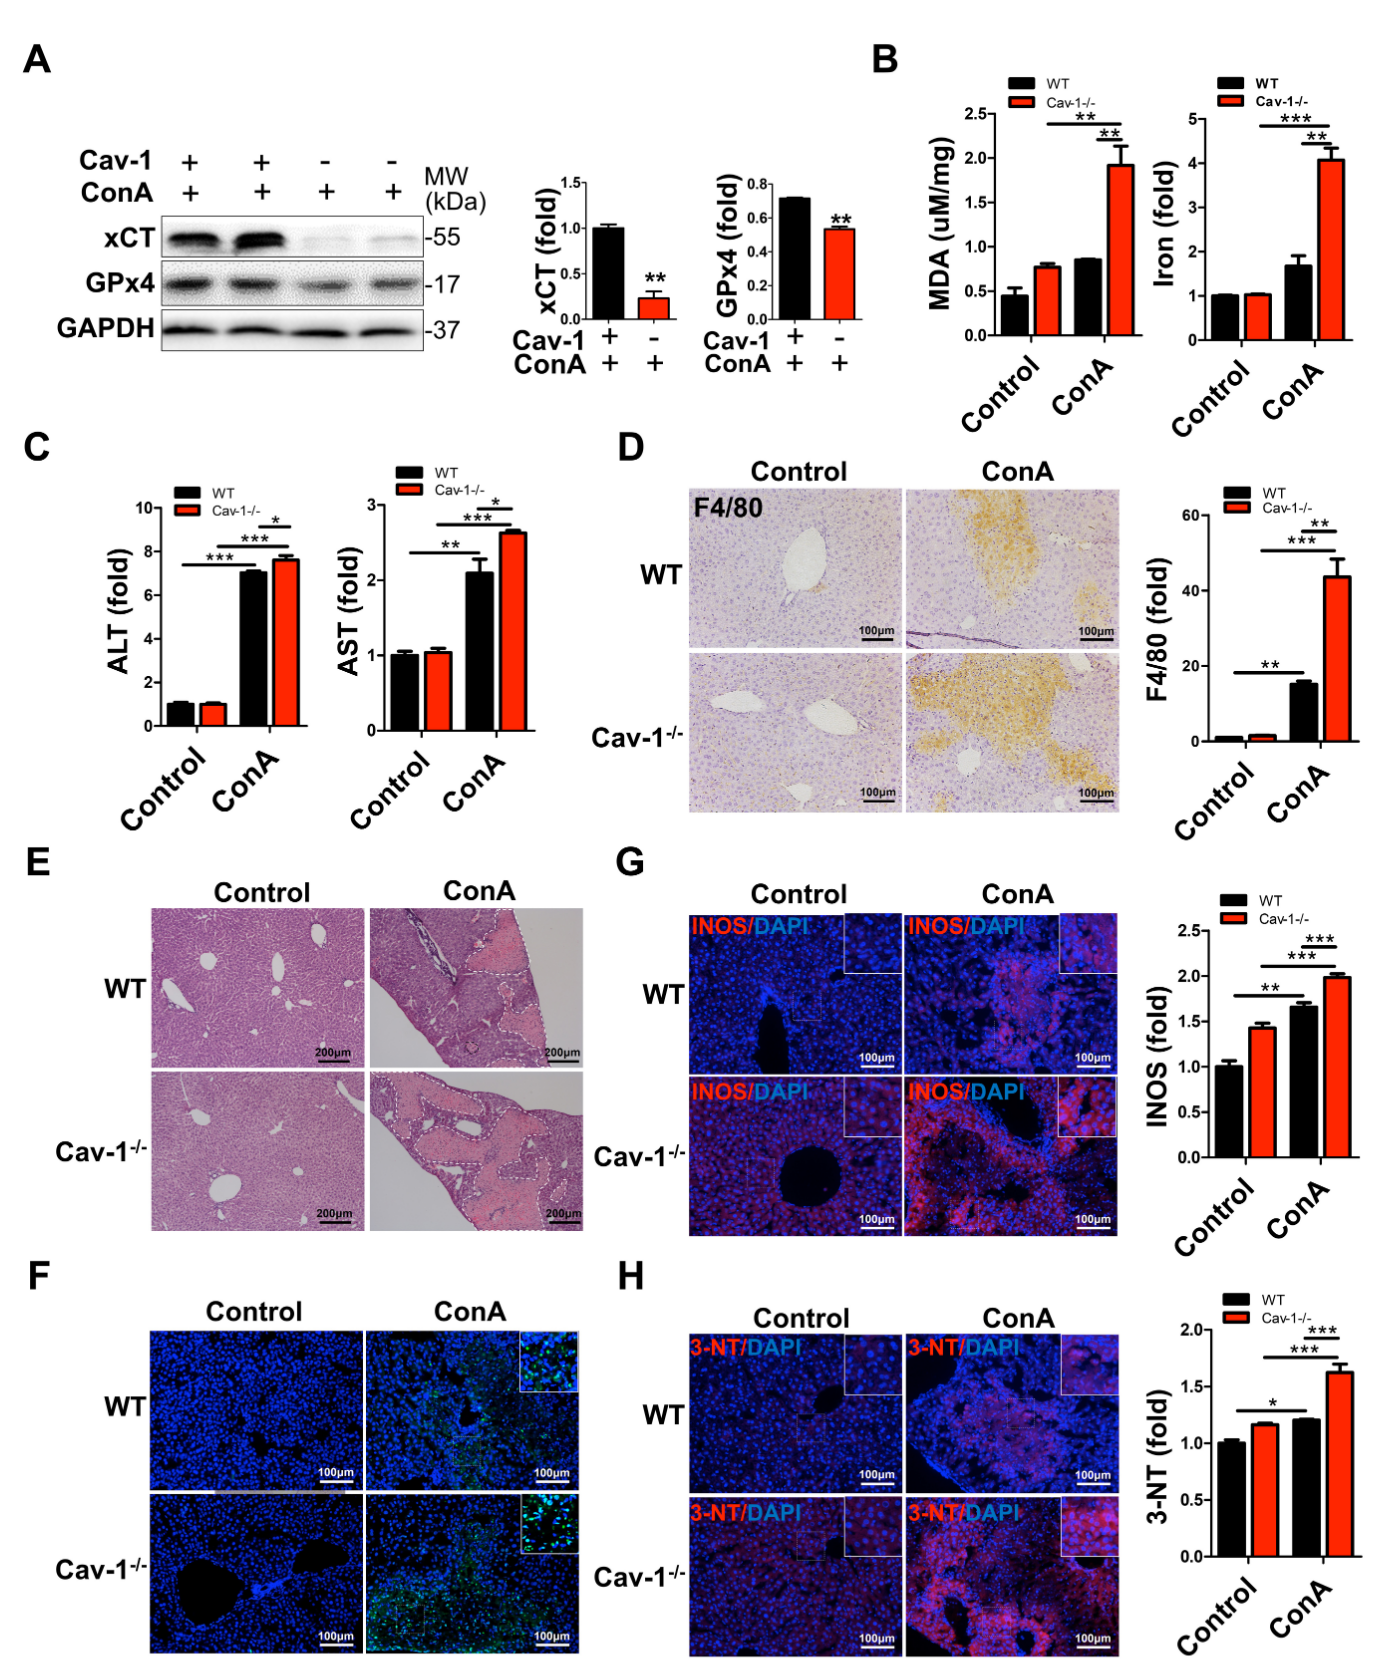 A
Cav-1 + + - -
ConA + + + +
MW
(kDa)
xCT -55
GPx4 -17
GAPDH -37
xCT (fold)
1.5
1.0
0.5
0.0
**
Cav-1 + -
ConA + +
GPx4 (fold)
0.8
0.6
0.4
0.2
0.0
**
Cav-1 + -
ConA + +
B
WT
Cav-1-/-
MDA (uM/mg)
2.5
2.0
1.5
1.0
0.5
0.0
**
**
Control
ConA
WT
Cav-1-/-
Iron (fold)
5
4
3
2
1
0
***
**
Control
ConA
C
WT
Cav-1-/-
ALT (fold)
10
8
6
4
2
0
*
***
***
Control
ConA
WT
Cav-1-/-
AST (fold)
3
2
1
0
*
***
**
Control
ConA
D
Control ConA
F4/80
WT
100μm 100μm
Cav-1-/-
100μm 100μm
WT
Cav-1-/-
F4/80 (fold)
60
40
20
0
**
***
**
Control
ConA
E
Control ConA
WT
200μm 200μm
Cav-1-/-
200μm 200μm
G
Control ConA
INOS/DAPI INOS/DAPI
WT
100μm 100μm
INOS/DAPI INOS/DAPI
Cav-1-/-
100μm 100μm
WT
Cav-1-/-
INOS (fold)
2.5
2.0
1.5
1.0
0.5
0.0
***
***
**
Control
ConA
F
Control ConA
WT
100μm 100μm
Cav-1-/-
100μm 100μm
H
Control ConA
3-NT/DAPI 3-NT/DAPI
WT
100μm 100μm
3-NT/DAPI 3-NT/DAPI
Cav-1-/-
100μm 100μm
WT
Cav-1-/-
3-NT (fold)
2.0
1.5
1.0
0.5
0.0
***
***
*
Control
ConA